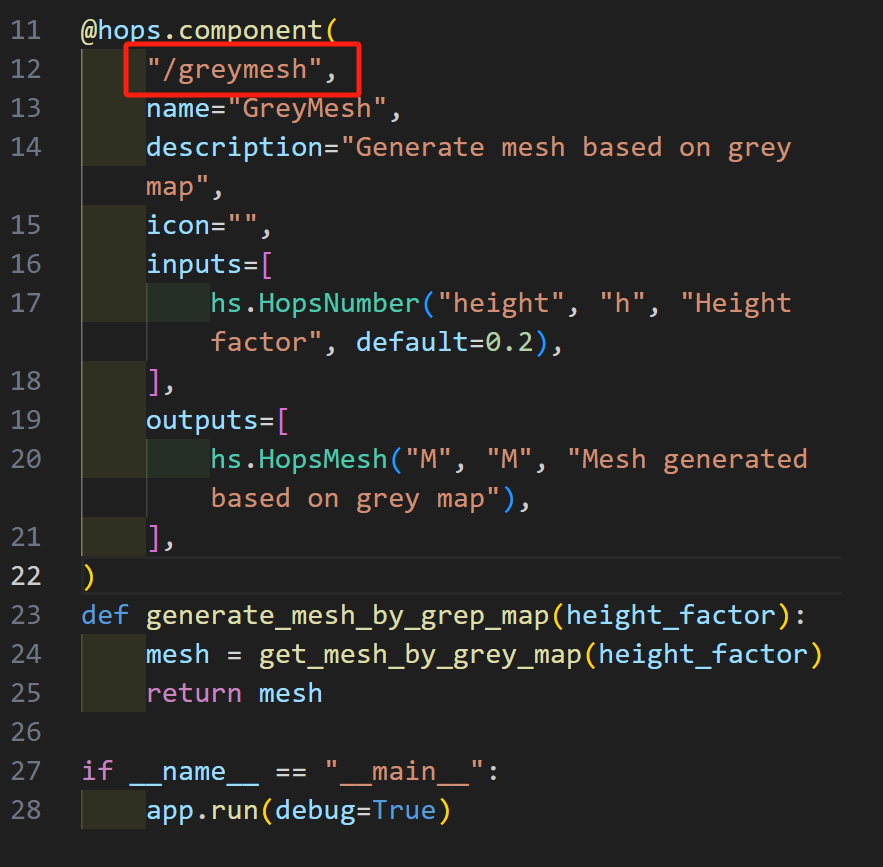 11 @hops.component(
12 "/greymesh",
13 name="GreyMesh",
14 description="Generate mesh based on grey
map",
15 icon="",
16 inputs=[
17 hs.HopsNumber("height", "h", "Height
factor", default=0.2),
18 ],
19 outputs=[
20 hs.HopsMesh("M", "M", "Mesh generated
based on grey map"),
21 ],
22 )
23 def generate_mesh_by_grep_map(height_factor):
24 mesh = get_mesh_by_grey_map(height_factor)
25 return mesh
26
27 if __name__ == "__main__":
28 app.run(debug=True)